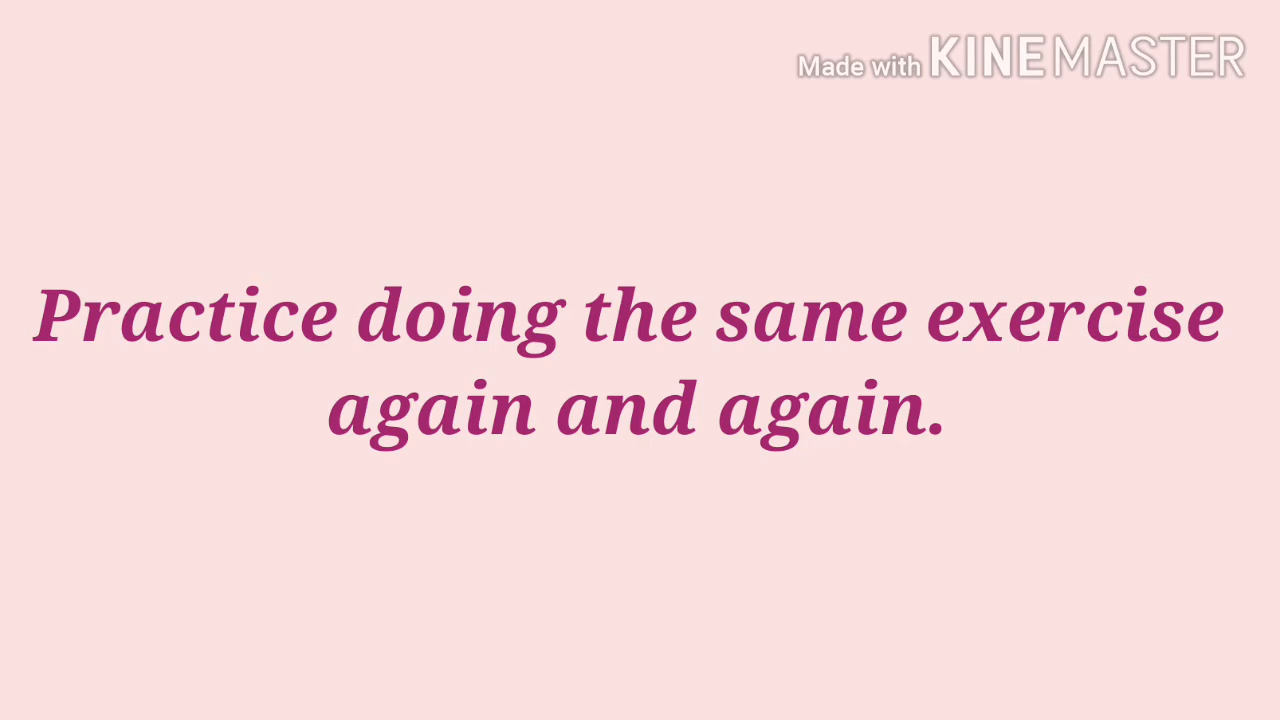 Made with KINEMASTER
Practice doing the same exercise
again and again.